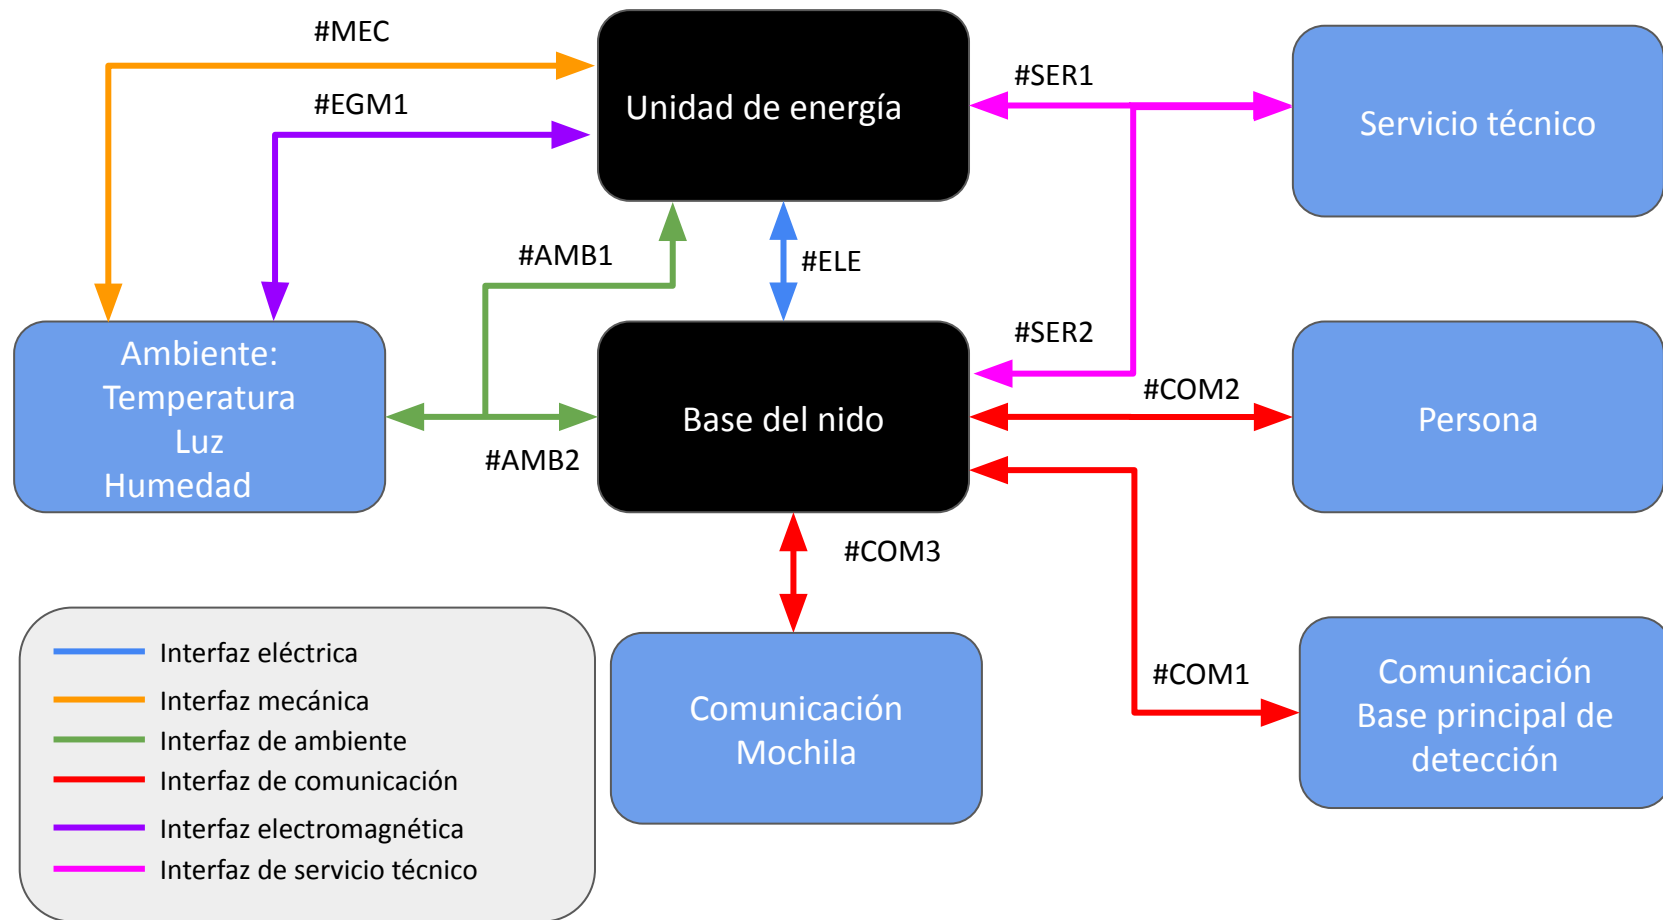 #MEC
#EGM1
Unidad de energía
#SER1
Servicio técnico
#AMB1
#ELE
#SER2
Ambiente:
Temperatura
Luz
Humedad
#AMB2
Base del nido
#COM2
Persona
#COM3
#COM1
Comunicación
Mochila
Comunicación
Base principal de
detección
Interfaz eléctrica
Interfaz mecánica
Interfaz de ambiente
Interfaz de comunicación
Interfaz electromagnética
Interfaz de servicio técnico